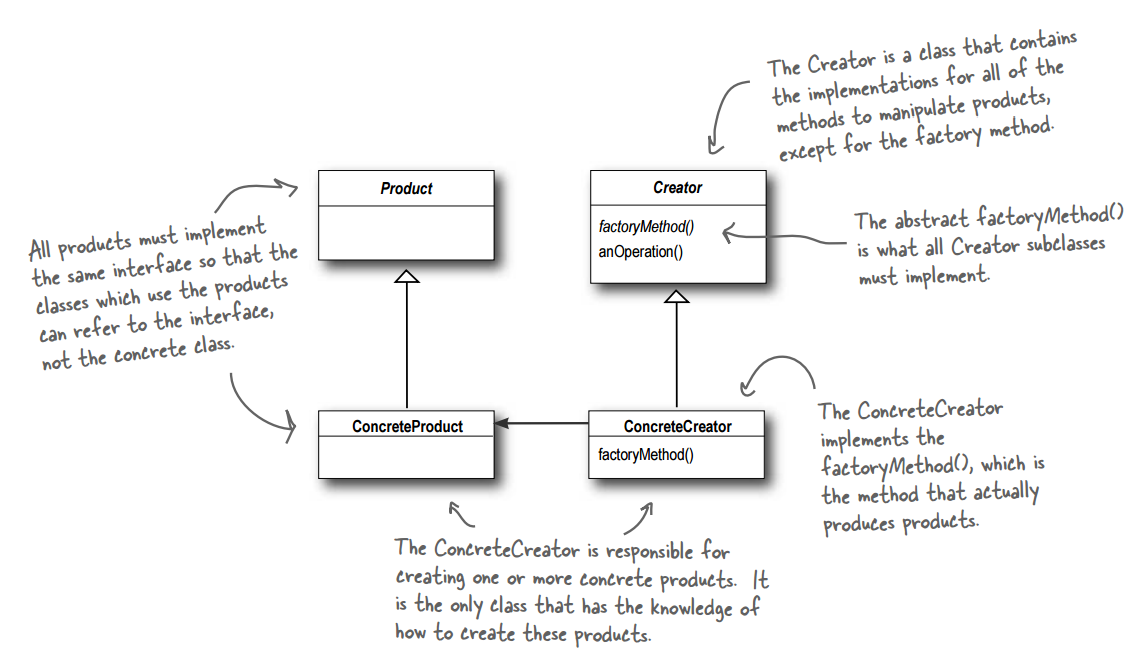 The Creator is a class that contains
the implementations for all of the
methods to manipulate products,
except for the factory method.
Product
Creator
factoryMethod()
anOperation()
The abstract factoryMethod()
is what all Creator subclasses
must implement.
All products must implement
the same interface so that the
classes which use the products
can refer to the interface,
not the concrete class.
ConcreteProduct
ConcreteCreator
factoryMethod()
The ConcreteCreator
implements the
factoryMethod(), which is
the method that actually
produces products.
The ConcreteCreator is responsible for
creating one or more concrete products. It
is the only class that has the knowledge of
how to create these products.